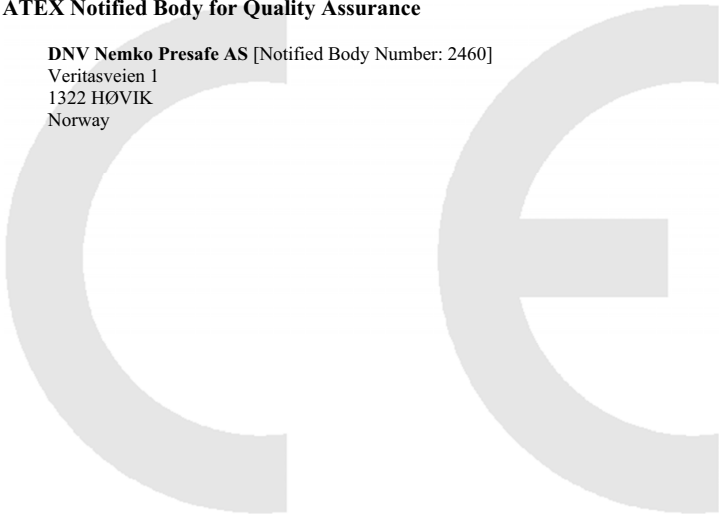 ATEX Notified Body for Quality Assurance
DNV Nemko Presafe AS [Notified Body Number: 2460]
Veritasveien 1
1322 HØVIK
Norway